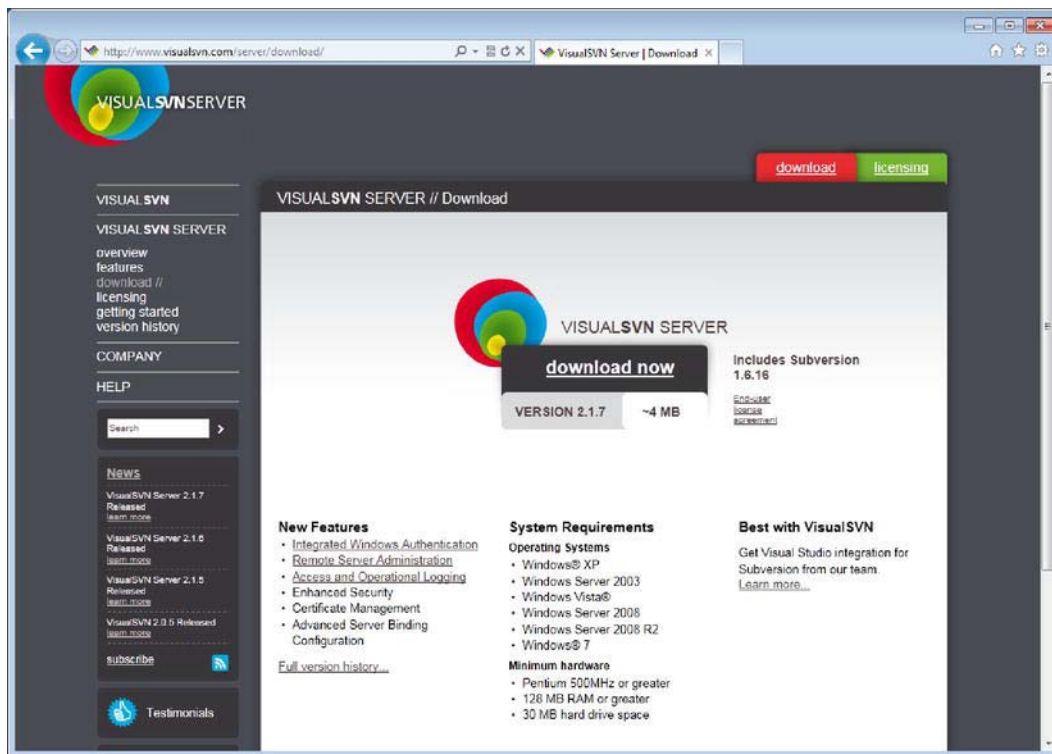 http://www.visualsvn.com/server/download/
VisualSVN Server | Download
VISUALSVNSERVER
download
licensing
VISUALSVN
VISUALSVN SERVER
overview
features
download //
licensing
getting started
version history
COMPANY
HELP
Search
News
VisualSVN Server 2.1.7
Released
learn more
VisualSVN Server 2.1.6
Released
learn more
VisualSVN Server 2.1.5
Released
learn more
VisualSVN 2.0.5 Released
learn more
subscribe
Testimonials
VISUALSVN SERVER // Download
VISUALSVN SERVER
download now
VERSION 2.1.7
~4 MB
Includes Subversion
1.6.16
End-user
license
agreement
New Features
• Integrated Windows Authentication
• Remote Server Administration
• Access and Operational Logging
• Enhanced Security
• Certificate Management
• Advanced Server Binding
Configuration
Full version history...
System Requirements
Operating Systems
• Windows® XP
• Windows Server 2003
• Windows Vista®
• Windows Server 2008
• Windows Server 2008 R2
• Windows® 7
Minimum hardware
• Pentium 500MHz or greater
• 128 MB RAM or greater
• 30 MB hard drive space
Best with VisualSVN
Get Visual Studio integration for
Subversion from our team.
Learn more...